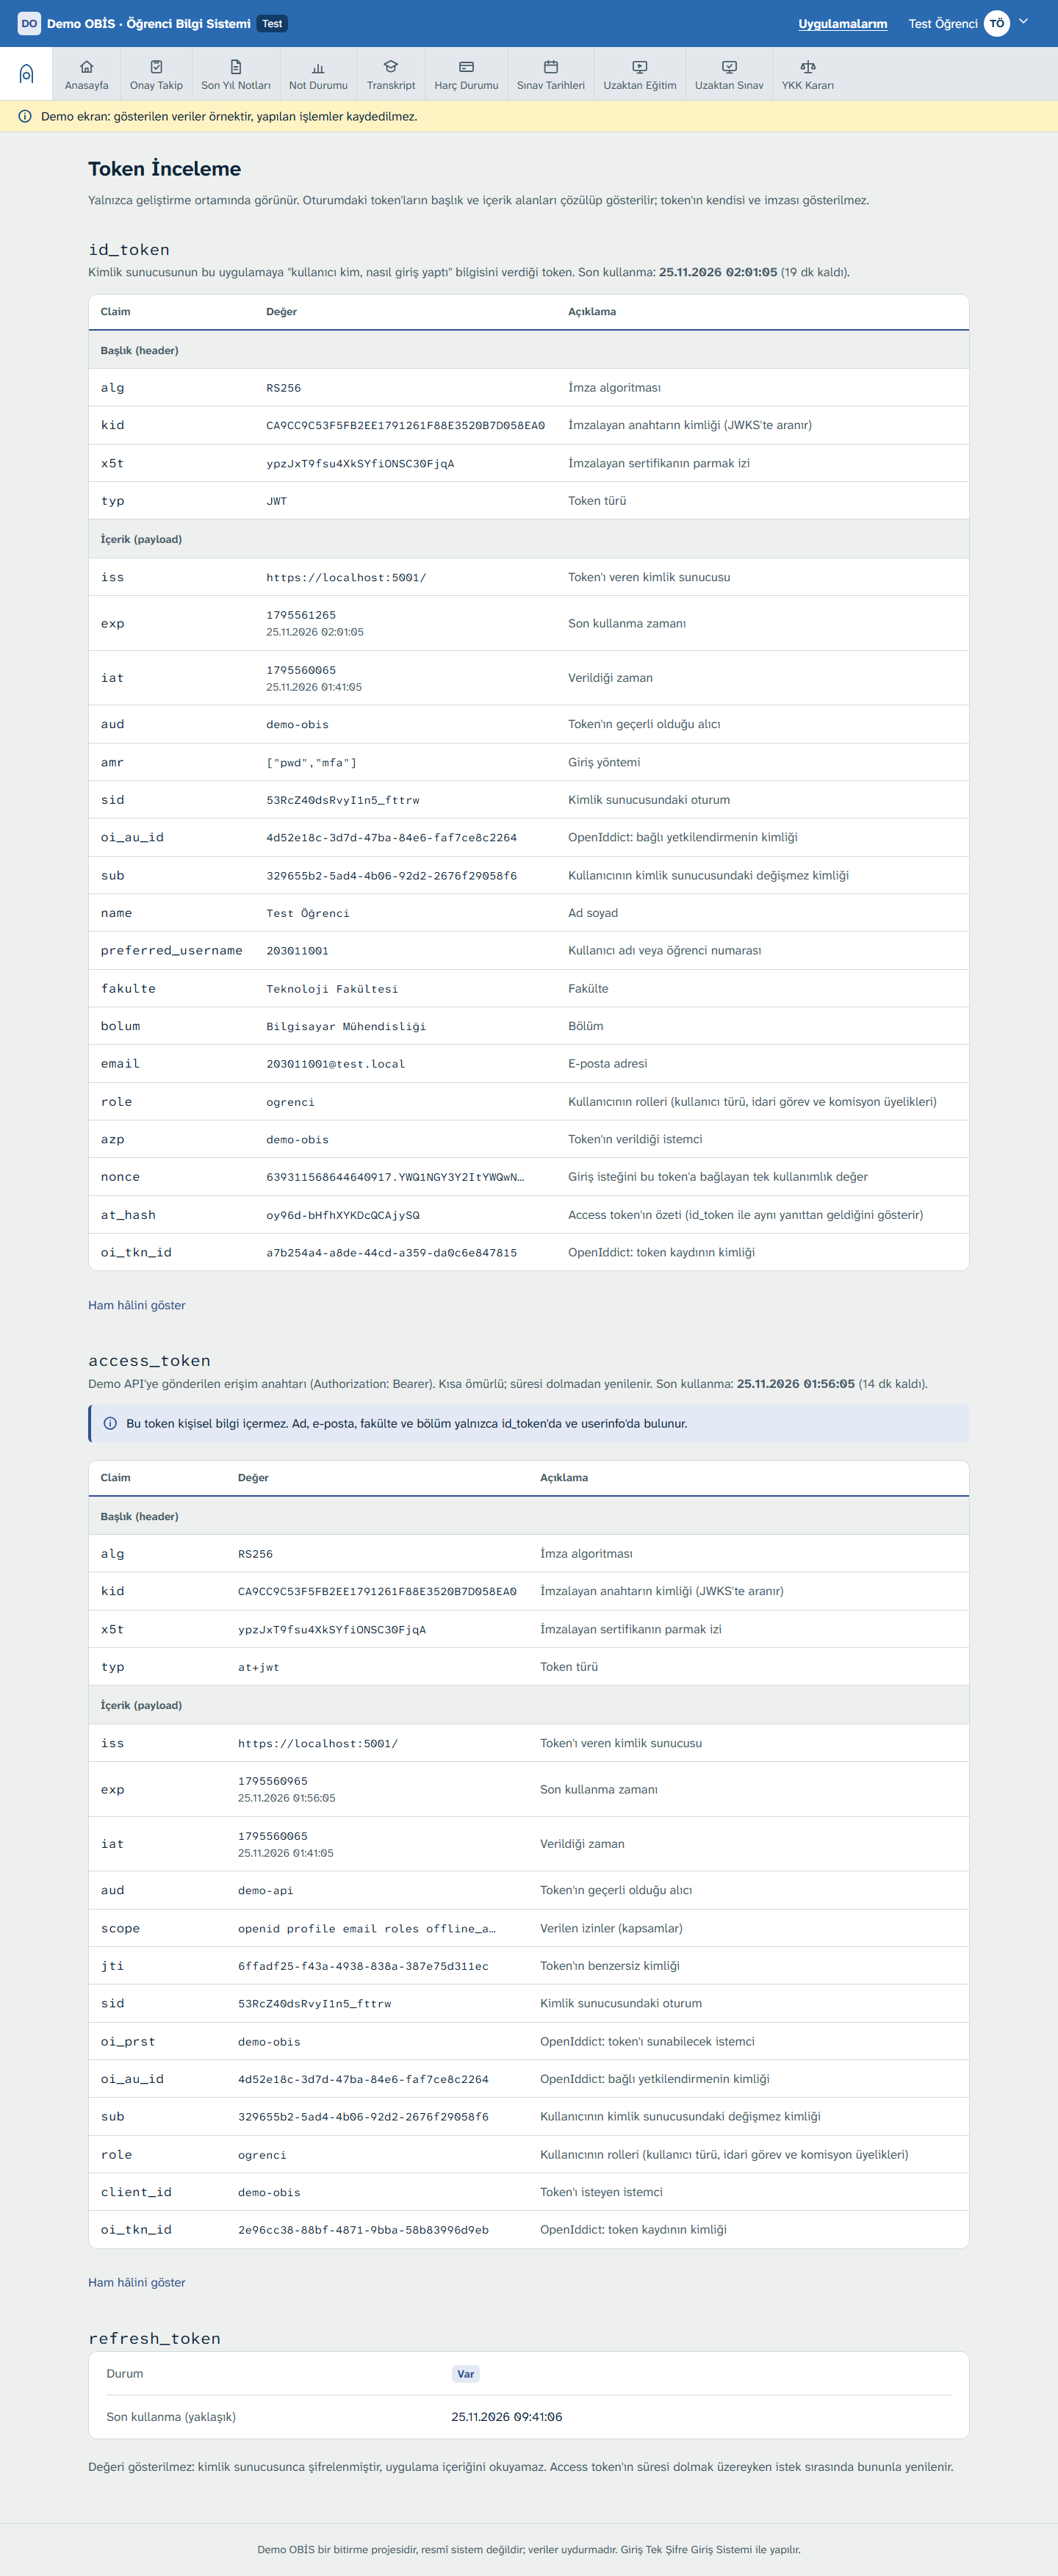 DO Demo OBİS · Öğrenci Bilgi Sistemi Test Uygulamalarım Test Öğrenci TÖ
Anasayfa Onay Takip Son Yıl Notları Not Durumu Transkript Harç Durumu Sınav Tarihleri Uzaktan Eğitim Uzaktan Sınav YKK Kararı
Demo ekran: gösterilen veriler örnektir, yapılan işlemler kaydedilmez.
Token İnceleme
Yalnızca geliştirme ortamında görünür. Oturumdaki token'ların başlık ve içerik alanları çözülüp gösterilir; token'ın kendisi ve imzası gösterilmez.
id_token
Kimlik sunucusunun bu uygulamaya "kullanıcı kim, nasıl giriş yaptı" bilgisini verdiği token. Son kullanma: 25.11.2026 02:01:05 (19 dk kaldı).
Claim Değer Açıklama
Başlık (header)
alg RS256 İmza algoritması
kid CA9CC9C53F5FB2EE1791261F88E3520B7D058EA0 İmzalayan anahtarın kimliği (JWKS'te aranır)
x5t ypzJxT9fsu4XkSYfiONSC30FjqA İmzalayan sertifikanın parmak izi
typ JWT Token türü
İçerik (payload)
iss https://localhost:5001/ Token'ı veren kimlik sunucusu
exp 1795561265 Son kullanma zamanı
25.11.2026 02:01:05
iat 1795560065 Verildiği zaman
25.11.2026 01:41:05
aud demo-obis Token'ın geçerli olduğu alıcı
amr ["pwd","mfa"] Giriş yöntemi
sid 53RcZ40dsRvyI1n5_fttrw Kimlik sunucusundaki oturum
oi_au_id 4d52e18c-3d7d-47ba-84e6-faf7ce8c2264 OpenIddict: bağlı yetkilendirmenin kimliği
sub 329655b2-5ad4-4b06-92d2-2676f29058f6 Kullanıcının kimlik sunucusundaki değişmez kimliği
name Test Öğrenci Ad soyad
preferred_username 203011001 Kullanıcı adı veya öğrenci numarası
fakulte Teknoloji Fakültesi Fakülte
bolum Bilgisayar Mühendisliği Bölüm
email 203011001@test.local E-posta adresi
role ogrenci Kullanıcının rolleri (kullanıcı türü, idari görev ve komisyon üyelikleri)
azp demo-obis Token'ın verildiği istemci
nonce 639311568644640917.YWQ1NGY3Y2ItYWQwN… Giriş isteğini bu token'a bağlayan tek kullanımlık değer
at_hash oy96d-bHfhXYKDcQCAjySQ Access token'ın özeti (id_token ile aynı yanıttan geldiğini gösterir)
oi_tkn_id a7b254a4-a8de-44cd-a359-da0c6e847815 OpenIddict: token kaydının kimliği
Ham hâlini göster
access_token
Demo API'ye gönderilen erişim anahtarı (Authorization: Bearer). Kısa ömürlü; süresi dolmadan yenilenir. Son kullanma: 25.11.2026 01:56:05 (14 dk kaldı).
Bu token kişisel bilgi içermez. Ad, e-posta, fakülte ve bölüm yalnızca id_token'da ve userinfo'da bulunur.
Claim Değer Açıklama
Başlık (header)
alg RS256 İmza algoritması
kid CA9CC9C53F5FB2EE1791261F88E3520B7D058EA0 İmzalayan anahtarın kimliği (JWKS'te aranır)
x5t ypzJxT9fsu4XkSYfiONSC30FjqA İmzalayan sertifikanın parmak izi
typ at+jwt Token türü
İçerik (payload)
iss https://localhost:5001/ Token'ı veren kimlik sunucusu
exp 1795560965 Son kullanma zamanı
25.11.2026 01:56:05
iat 1795560065 Verildiği zaman
25.11.2026 01:41:05
aud demo-api Token'ın geçerli olduğu alıcı
scope openid profile email roles offline_a… Verilen izinler (kapsamlar)
jti 6ffadf25-f43a-4938-838a-387e75d311ec Token'ın benzersiz kimliği
sid 53RcZ40dsRvyI1n5_fttrw Kimlik sunucusundaki oturum
oi_prst demo-obis OpenIddict: token'ı sunabilecek istemci
oi_au_id 4d52e18c-3d7d-47ba-84e6-faf7ce8c2264 OpenIddict: bağlı yetkilendirmenin kimliği
sub 329655b2-5ad4-4b06-92d2-2676f29058f6 Kullanıcının kimlik sunucusundaki değişmez kimliği
role ogrenci Kullanıcının rolleri (kullanıcı türü, idari görev ve komisyon üyelikleri)
client_id demo-obis Token'ı isteyen istemci
oi_tkn_id 2e96cc38-88bf-4871-9bba-58b83996d9eb OpenIddict: token kaydının kimliği
Ham hâlini göster
refresh_token
Durum Var
Son kullanma (yaklaşık) 25.11.2026 09:41:06
Değeri gösterilmez: kimlik sunucusunca şifrelenmiştir, uygulama içeriğini okuyamaz. Access token'ın süresi dolmak üzereyken istek sırasında bununla yenilenir.
Demo OBİS bir bitirme projesidir, resmî sistem değildir; veriler uydurmadır. Giriş Tek Şifre Giriş Sistemi ile yapılır.